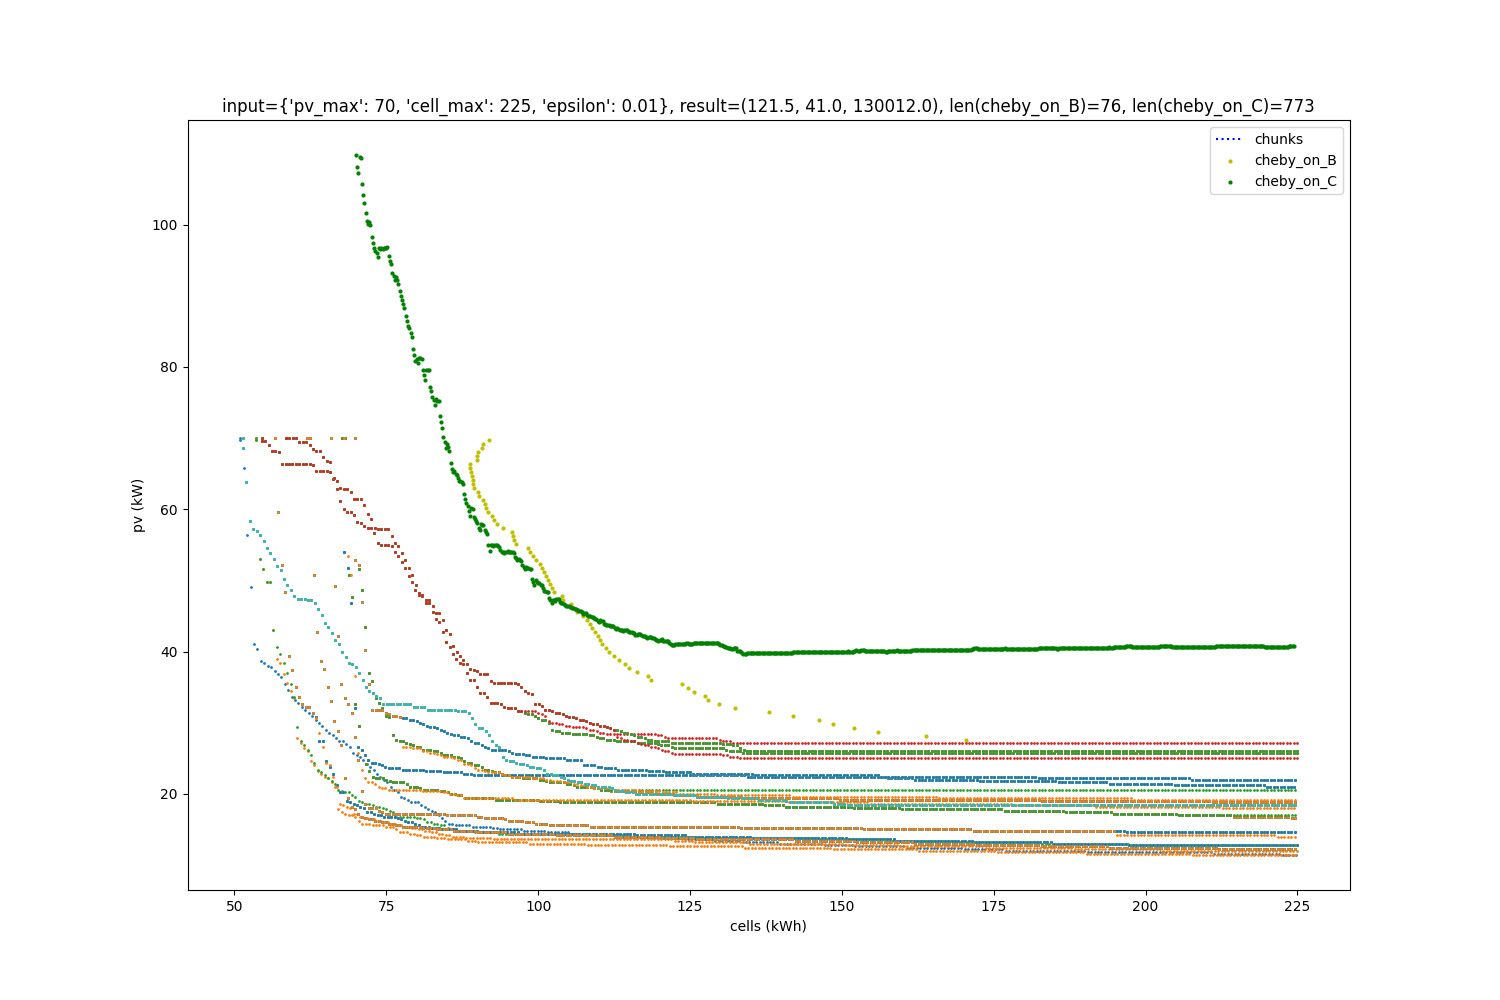 input={'pv_max': 70, 'cell_max': 225, 'epsilon': 0.01}, result=(121.5, 41.0, 130012.0), len(cheby_on_B)=76, len(cheby_on_C)=773
chunks
cheby_on_B
cheby_on_C
100
80
60
40
20
pv (kW)
50 75 100 125 150 175 200 225
cells (kWh)